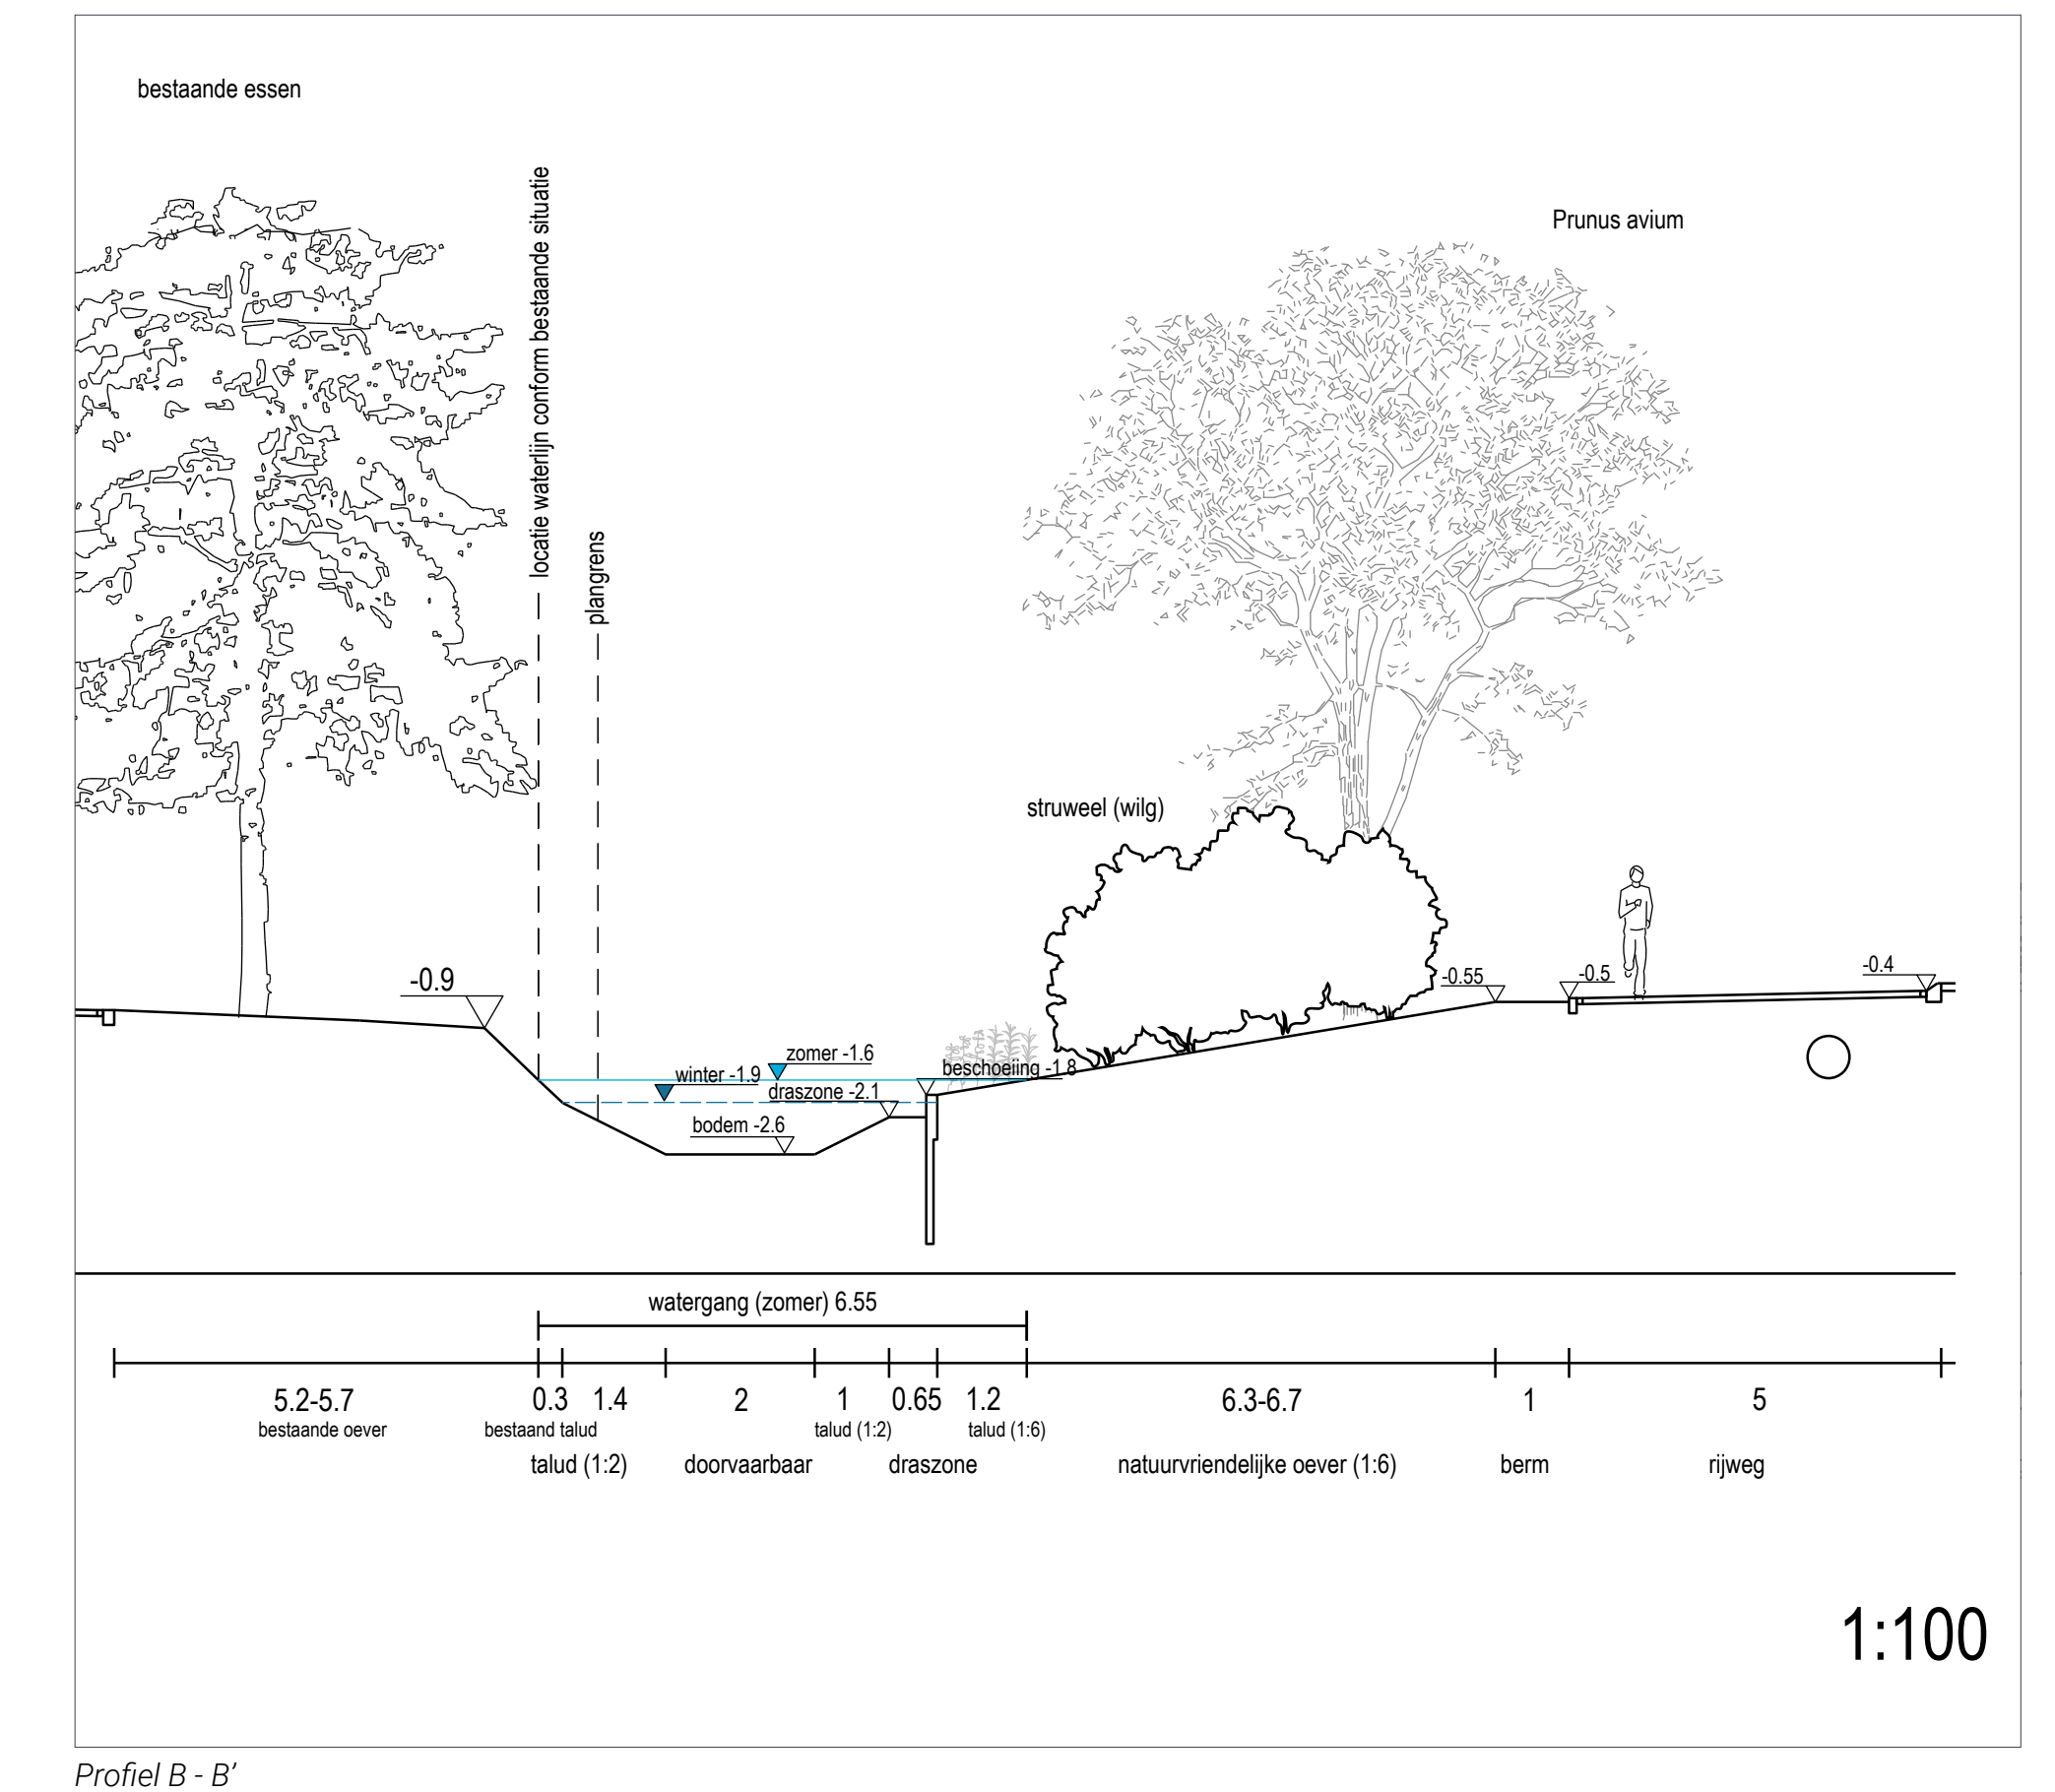 bestaande essen
locatie waterlijn conform bestaande situatie
Prunus avium
plangrens
struweel (wilg)
-0.9
-0.55
-0.5
-0.4
zomer -1.6
winter -1.9
beschoeiing -1.8
draszone -2.1
bodem -2.6
watergang (zomer) 6.55
5.2-5.7 0.3 1.4 2 1 0.65 1.2 6.3-6.7 1 5
bestaande oever bestaand talud talud (1:2) talud (1:6)
talud (1:2) doorvaarbaar draszone natuurvriendelijke oever (1:6) berm rijweg
1:100
Profiel B - B’